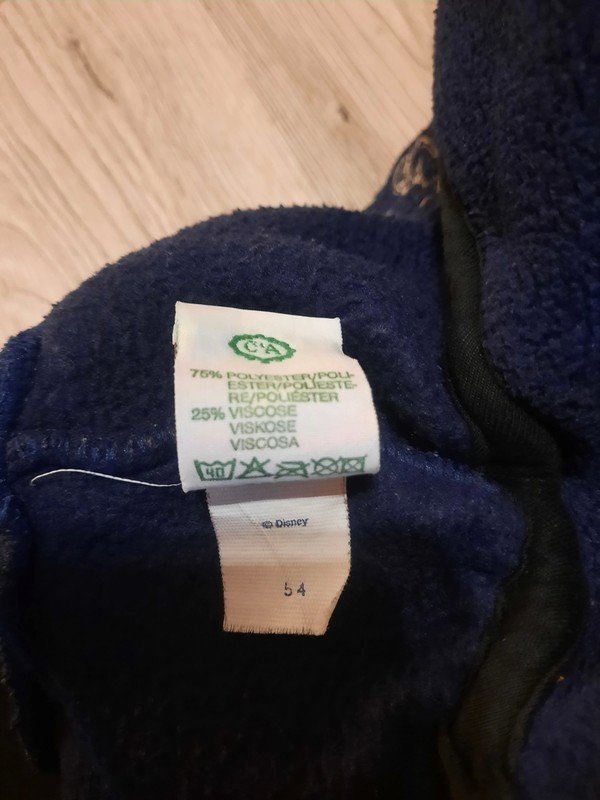 C&A
75% POLYESTER/POLI-
ESTER/POLIESTE-
RE/POLIÉSTER
25% VISCOSE
VISKOSE
VISCOSA
40
© Disney
54